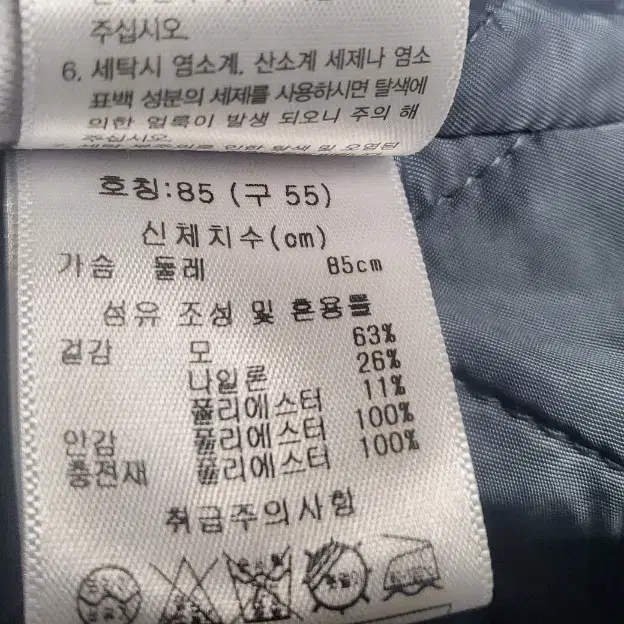 주십시오.
6. 세탁시 염소계, 산소계 세제나 염소
표백 성분의 세제를 사용하시면 탈색에
의한 얼룩이 발생 되오니 주의 해
주십시오.
호칭:85 (구 55)
신체치수(cm)
가슴 둘레 85cm
섬유 조성 및 혼용률
겉감 모 63%
나일론 26%
폴리에스터 11%
안감 폴리에스터 100%
충전재 폴리에스터 100%
취급주의사항